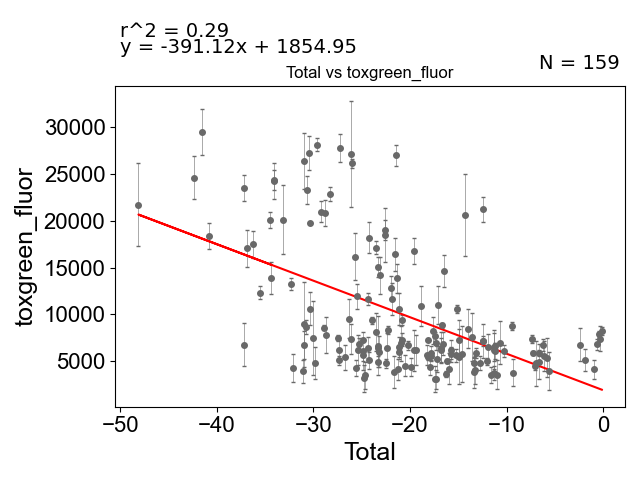 r^2 = 0.29
y = -391.12x + 1854.95
N = 159
Total vs toxgreen_fluor
30000
25000
20000
15000
10000
5000
toxgreen_fluor
−50
−40
−30
−20
−10
0
Total